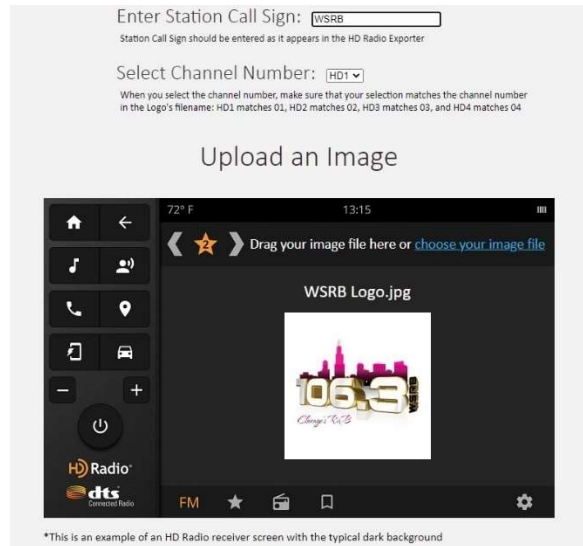 Enter Station Call Sign: WSRB
Station Call Sign should be entered as it appears in the HD Radio Exporter
Select Channel Number: HD1
When you select the channel number, make sure that your selection matches the channel number
in the Logo's filename: HD1 matches 01, HD2 matches 02, HD3 matches 03, and HD4 matches 04
Upload an Image
72° F 13:15
2 Drag your image file here or choose your image file
WSRB Logo.jpg
106.3 WSRB
Chicago's R&B
HD Radio
dts
Connected Radio
FM
*This is an example of an HD Radio receiver screen with the typical dark background